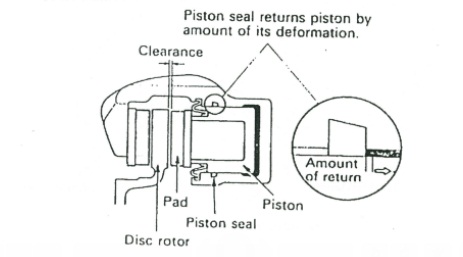 Piston seal returns piston by
amount of its deformation.
Clearance
Amount
of return
Pad
Piston
Piston seal
Disc rotor